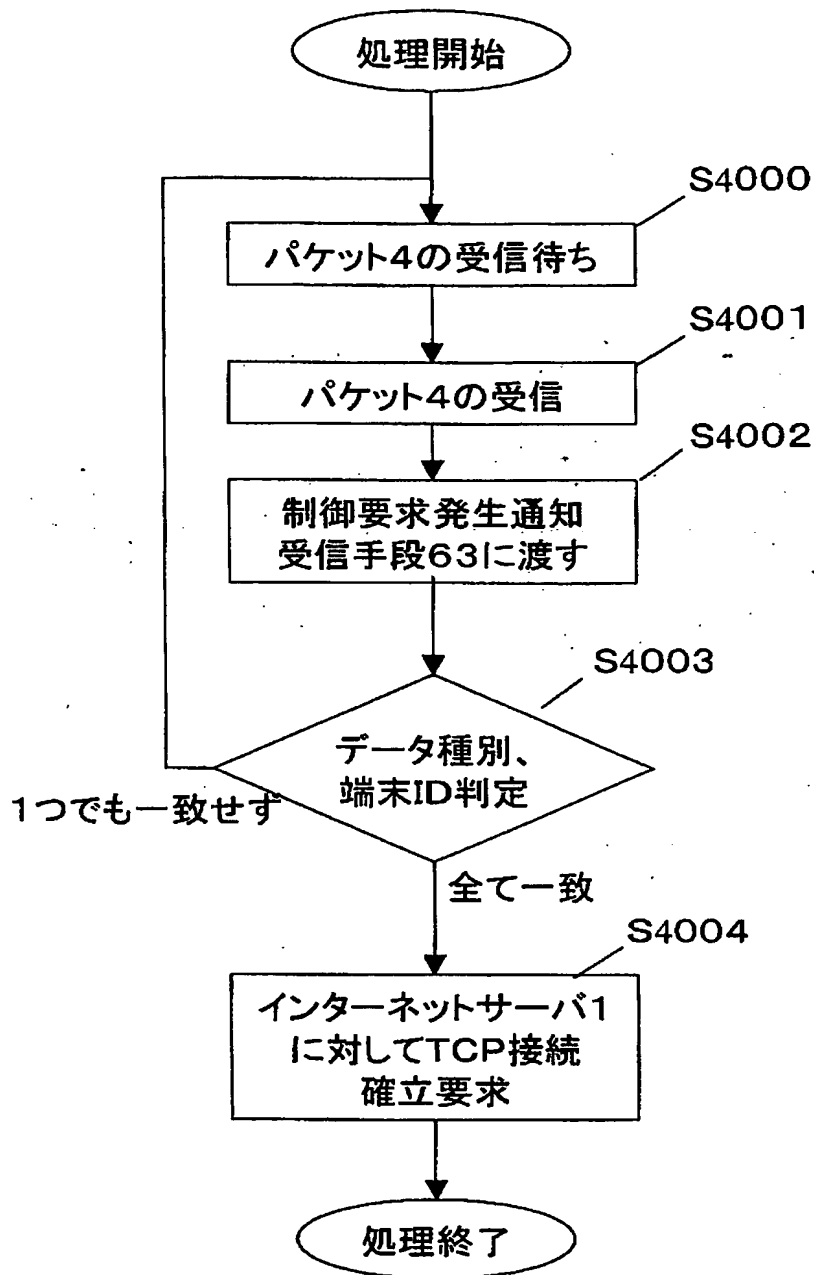 処理開始
S4000
パケット4の受信待ち
S4001
パケット4の受信
S4002
制御要求発生通知
受信手段63に渡す
S4003
データ種別、
端末ID判定
1つでも一致せず
全て一致
S4004
インターネットサーバ1
に対してTCP接続
確立要求
処理終了